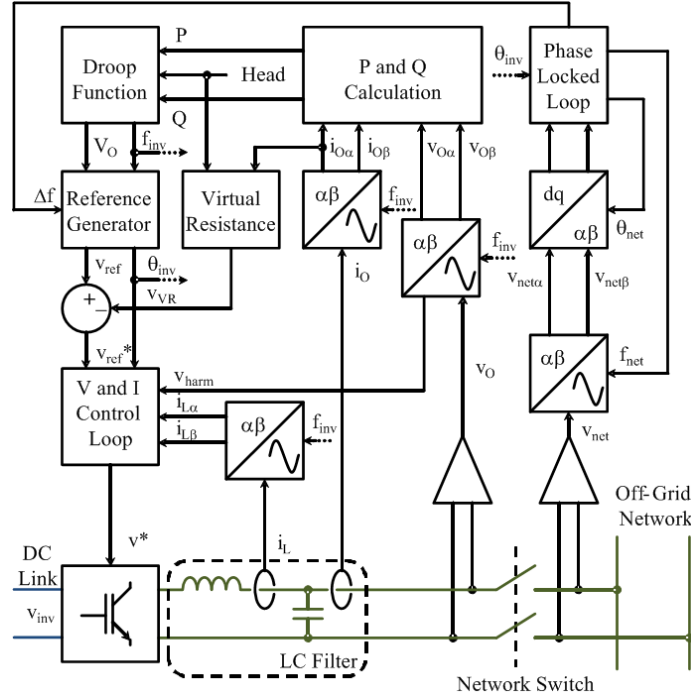 P
Droop
Function
Head
Q
P and Q
Calculation
θinv
Phase
Locked
Loop
VO
finv
iOα
iOβ
vOα
vOβ
Δf
Reference
Generator
Virtual
Resistance
αβ
finv
dq
αβ
θnet
vref
θinv
vVR
iO
αβ
finv
vnetα
vnetβ
+
−
vref*
V and I
Control
Loop
vharm
iLα
iLβ
αβ
finv
vO
αβ
fnet
vnet
Off-Grid
Network
DC
Link
v*
iL
vinv
LC Filter
Network Switch